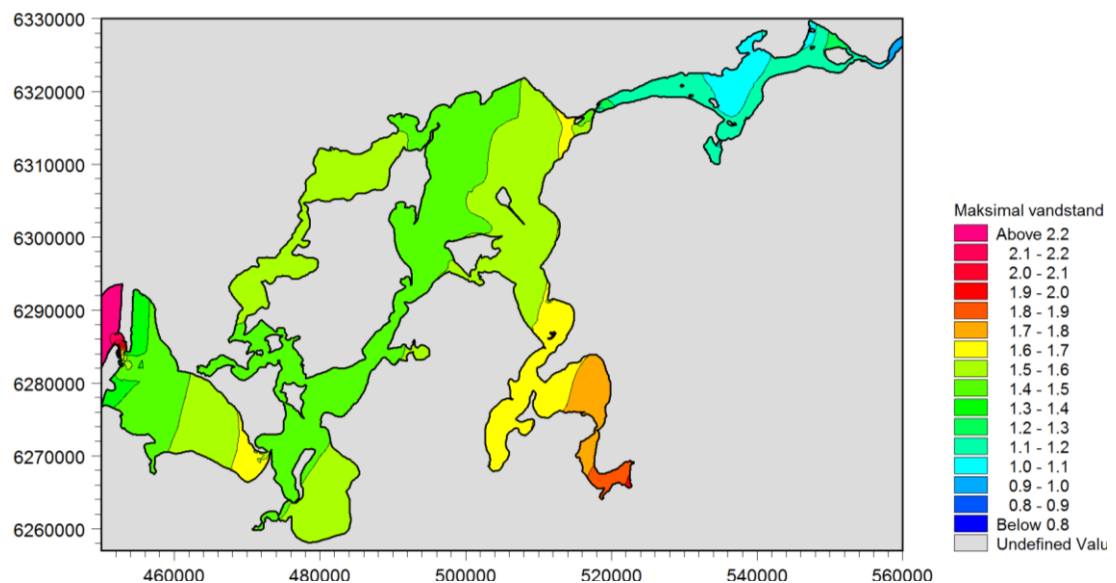 6330000
6320000
6310000
6300000
6290000
6280000
6270000
6260000
460000 480000 500000 520000 540000 560000
Maksimal vandstand
Above 2.2
2.1 - 2.2
2.0 - 2.1
1.9 - 2.0
1.8 - 1.9
1.7 - 1.8
1.6 - 1.7
1.5 - 1.6
1.4 - 1.5
1.3 - 1.4
1.2 - 1.3
1.1 - 1.2
1.0 - 1.1
0.9 - 1.0
0.8 - 0.9
Below 0.8
Undefined Valu